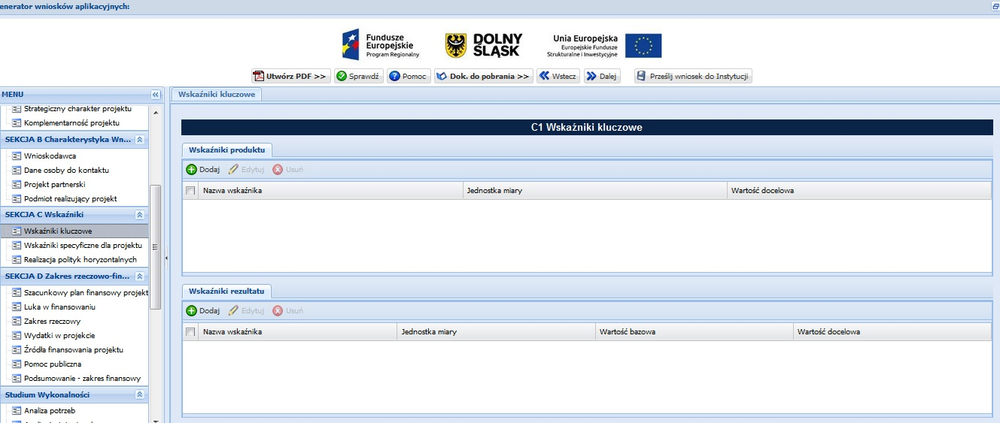 enerator wniosków aplikacyjnych:
Fundusze
Europejskie
Program Regionalny
DOLNY
ŚLĄSK
Unia Europejska
Europejskie Fundusze
Strukturalne i Inwestycyjne
Utwórz PDF >> Sprawdź Pomoc Dok. do pobrania >> Wstecz Dalej Prześlij wniosek do Instytucji
MENU
Strategiczny charakter projektu
Komplementarność projektu
SEKCJA B Charakterystyka Wn...
Wnioskodawca
Dane osoby do kontaktu
Projekt partnerski
Podmiot realizujący projekt
SEKCJA C Wskaźniki
Wskaźniki kluczowe
Wskaźniki specyficzne dla projektu
Realizacja polityk horyzontalnych
SEKCJA D Zakres rzeczowo-fin...
Szacunkowy plan finansowy projekt
Luka w finansowaniu
Zakres rzeczowy
Wydatki w projekcie
Źródła finansowania projektu
Pomoc publiczna
Podsumowanie - zakres finansowy
Studium Wykonalności
Analiza potrzeb
Wskaźniki kluczowe
C1 Wskaźniki kluczowe
Wskaźniki produktu
Dodaj Edytuj Usuń
Nazwa wskaźnika Jednostka miary Wartość docelowa
Wskaźniki rezultatu
Dodaj Edytuj Usuń
Nazwa wskaźnika Jednostka miary Wartość bazowa Wartość docelowa